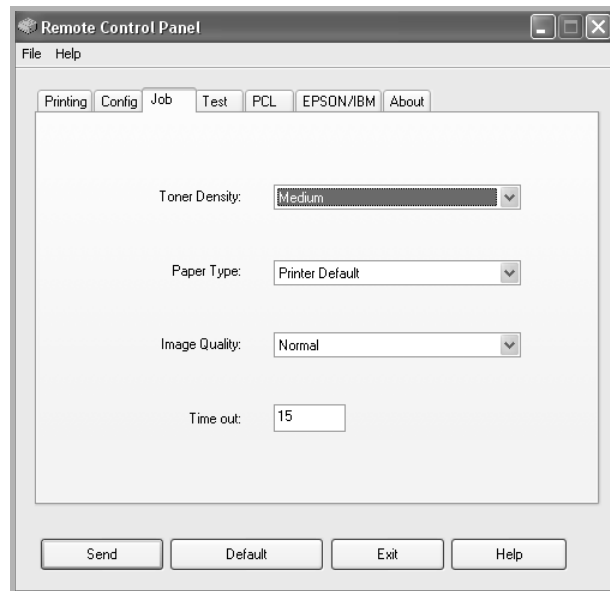 Remote Control Panel
File Help
Printing Config Job Test PCL EPSON/IBM About
Toner Density: Medium
Paper Type: Printer Default
Image Quality: Normal
Time out: 15
Send Default Exit Help